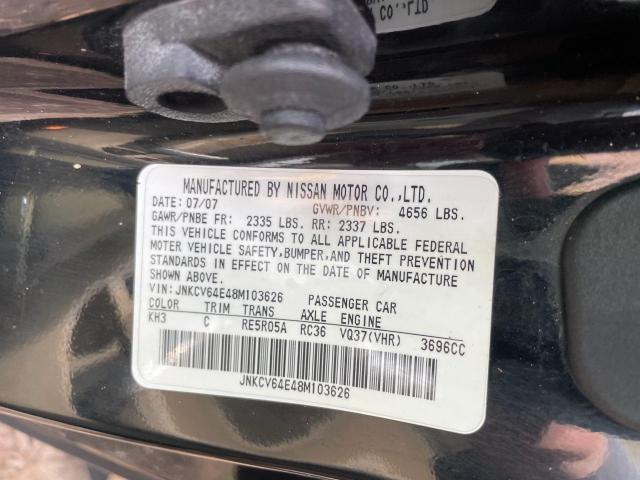 CO.,LTD
MANUFACTURED BY NISSAN MOTOR CO.,LTD.
DATE: 07/07 GVWR/PNBV: 4656 LBS.
GAWR/PNBE FR: 2335 LBS. RR: 2337 LBS.
THIS VEHICLE CONFORMS TO ALL APPLICABLE FEDERAL
MOTOR VEHICLE SAFETY,BUMPER,AND THEFT PREVENTION
STANDARDS IN EFFECT ON THE DATE OF MANUFACTURE
SHOWN ABOVE.
VIN: JNKCV64E48M103626 PASSENGER CAR
COLOR TRIM TRANS AXLE ENGINE
KH3 C RE5R05A RC36 VQ37(VHR) 3696CC
JNKCV64E48M103626